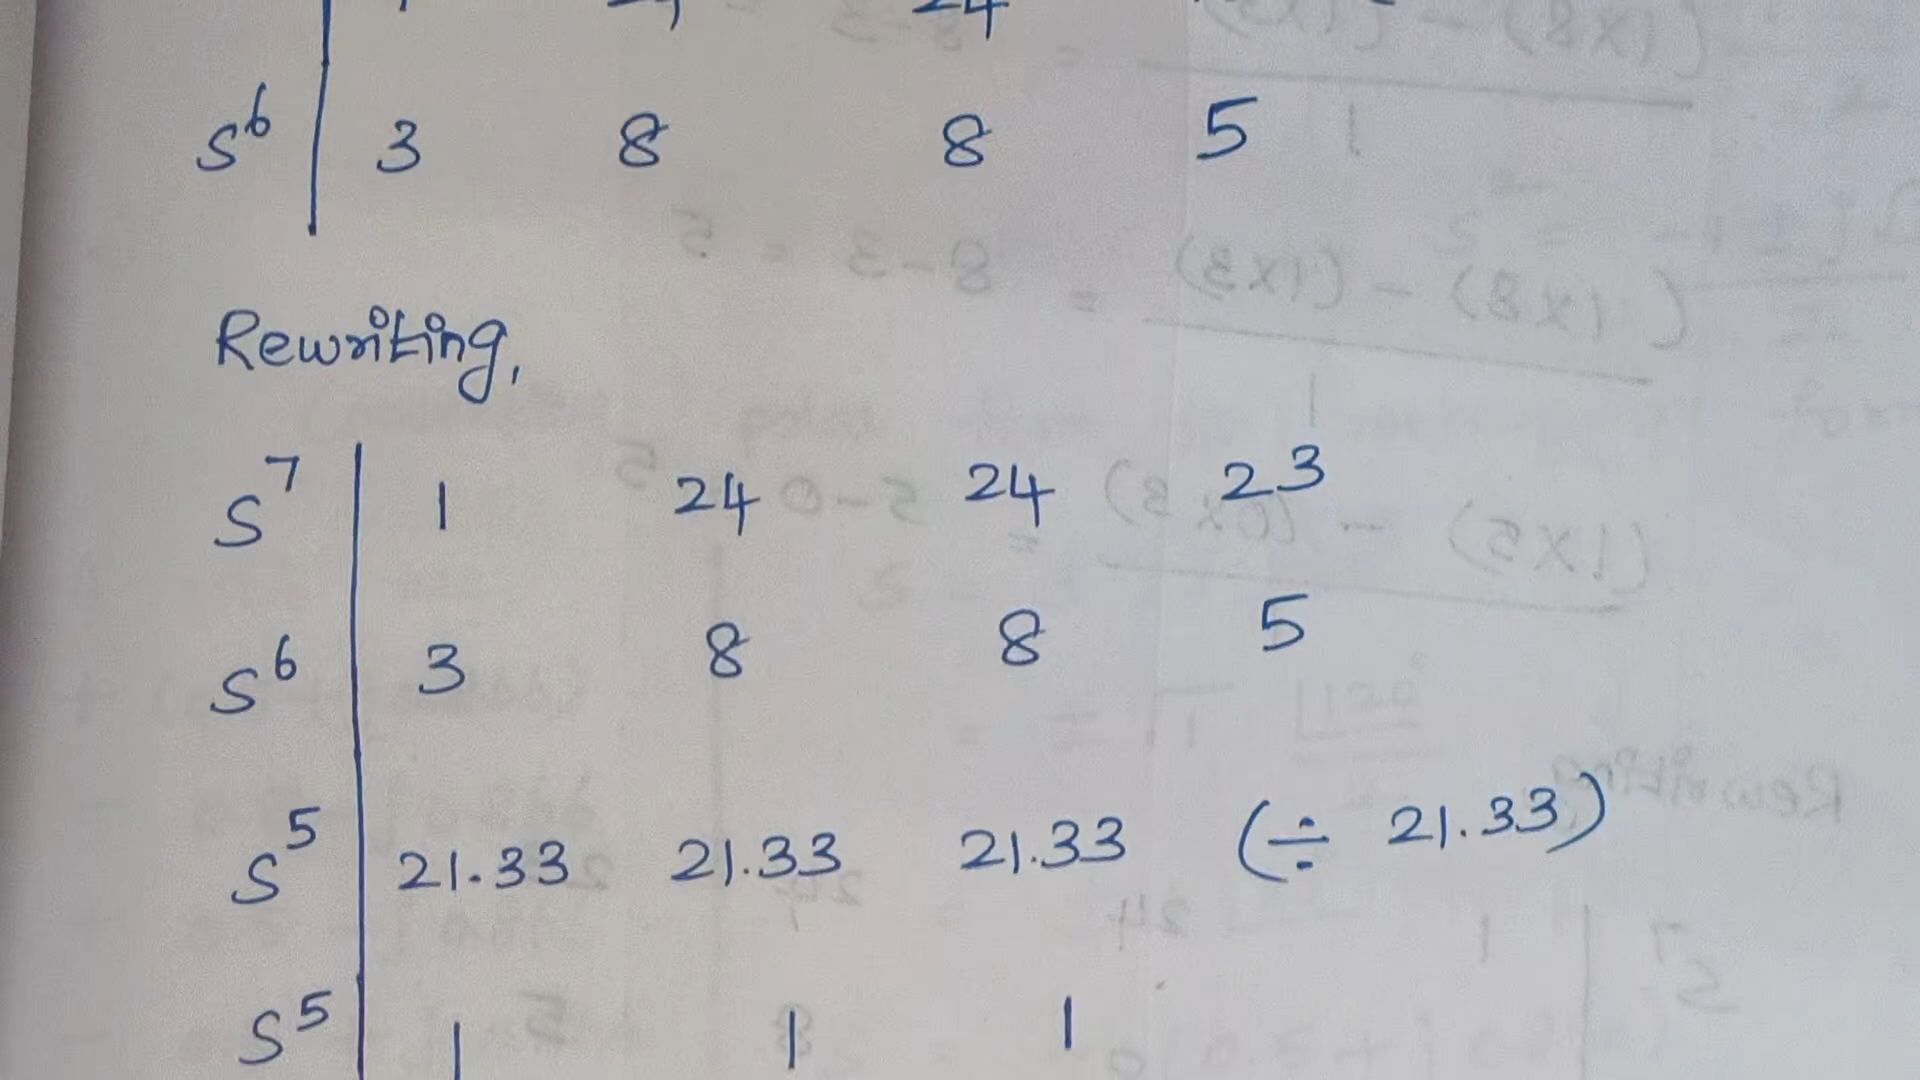 24
S⁶ | 3 8 8 5
Rewriting,
S⁷ | 1 24 24 23
S⁶ | 3 8 8 5
S⁵ | 21.33 21.33 21.33 (÷ 21.33)
S⁵ | 1 1 1